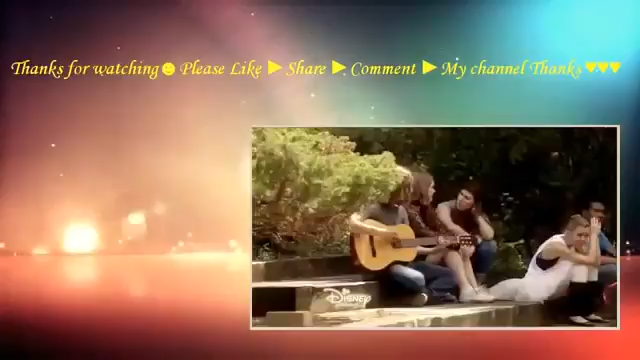 Thanks for watching☻Please Like ►Share ►Comment ►My channel Thanks ♥♥♥
Disney